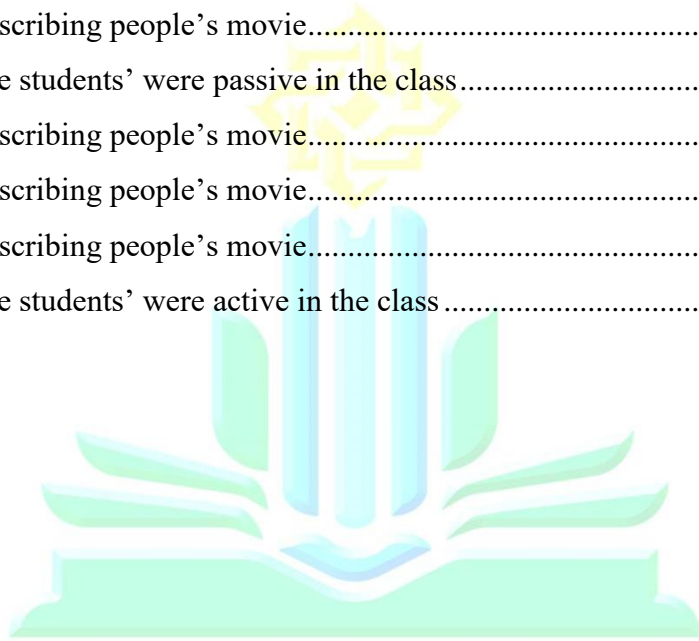 scribing people’s movie........................................................
e students’ were passive in the class....................................
scribing people’s movie........................................................
scribing people’s movie........................................................
scribing people’s movie........................................................
e students’ were active in the class ......................................